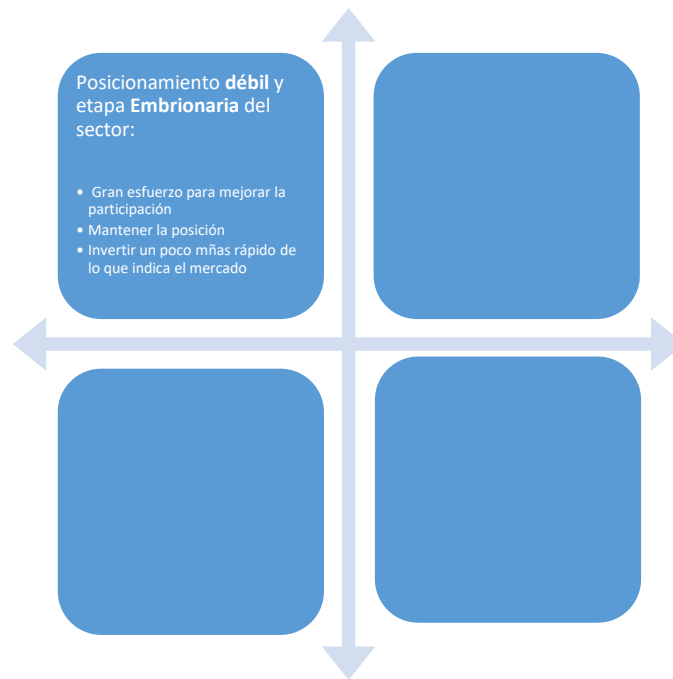 Posicionamiento débil y
etapa Embrionaria del
sector:
• Gran esfuerzo para mejorar la
participación
• Mantener la posición
• Invertir un poco mñas rápido de
lo que indica el mercado